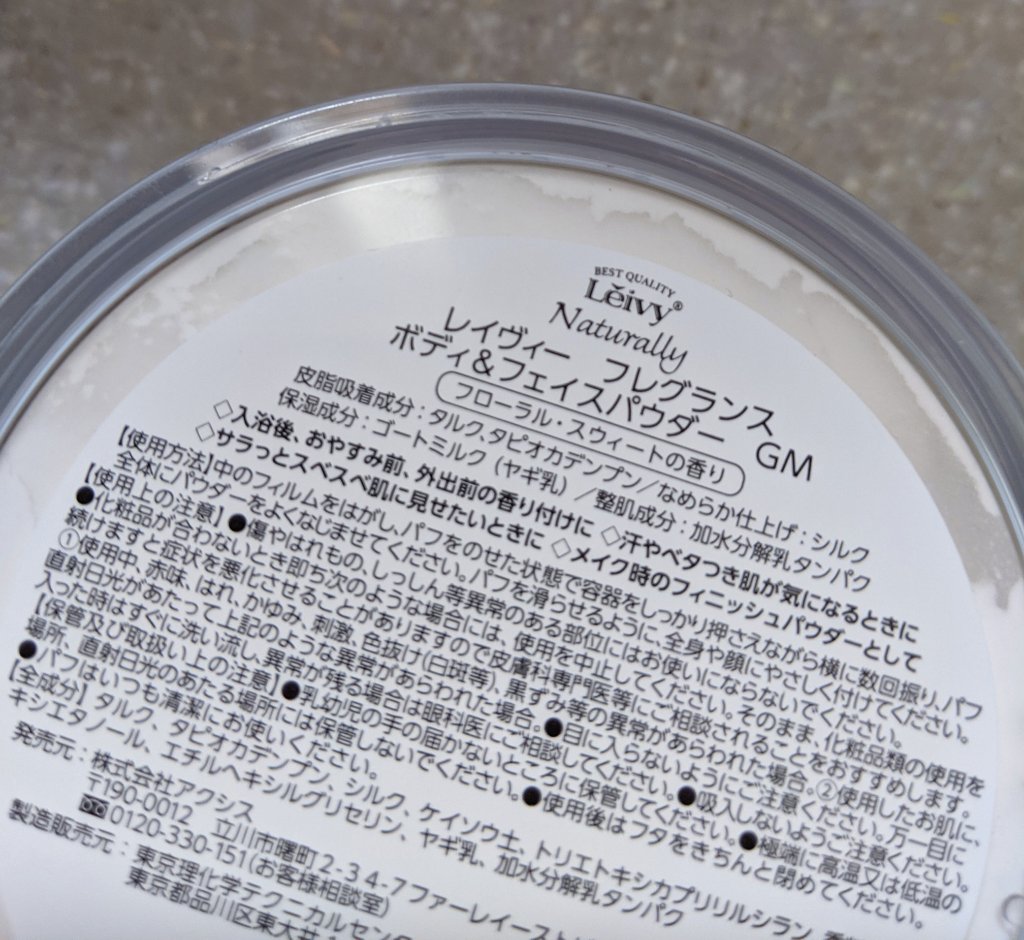 BEST QUALITY
Lĕivy®
Naturally
レイヴィー フレグランス
ボディ&フェイスパウダー GM
フローラル・スウィートの香り
皮脂吸着成分：タルク、タピオカデンプン/なめらか仕上げ：シルク
保湿成分：ゴートミルク(ヤギ乳)/整肌成分：加水分解乳タンパク
◇入浴後、おやすみ前、外出前の香り付けに ◇汗やベタつき肌が気になるときに
◇サラっとスベスベ肌に見せたいときに ◇メイク時のフィニッシュパウダーとして
【使用方法】中のフィルムをはがし、パフをのせた状態で容器をしっかり押さえながら横に数回振り、パフ
全体にパウダーをよくなじませてください。パフを滑らせるように、全身や顔にやさしく付けてください。
【使用上の注意】●傷やはれもの、しっしん等異常のある部位にはお使いにならないでください。
●化粧品が合わないとき即ち次のような場合には、使用を中止してください。そのまま、化粧品類の使用を
続けますと症状を悪化させることがありますので皮膚科専門医等にご相談されることをおすすめします。
①使用中、赤味、はれ、かゆみ、刺激、色抜け(白斑等)、黒ずみ等の異常があらわれた場合。②使用したお肌に、
直射日光があたって上記のような異常があらわれた場合。●目に入らないようにご注意ください。万一目に
入った時はすぐに洗い流し、異常が残る場合は眼科医にご相談してください。●吸入しないようご注意ください。
【保管及び取扱い上の注意】●乳幼児の手の届かないところに保管してください。●極端に高温又は低温の
場所、直射日光のあたる場所には保管しないでください。●使用後はフタをきちんと閉めてください。
●パフはいつも清潔にお使いください。
【全成分】タルク、タピオカデンプン、シルク、ケイソウ土、トリエトキシカプリリルシラン、香
キシエタノール、エチルヘキシルグリセリン、ヤギ乳、加水分解乳タンパク
発売元：株式会社アクシス
〒190-0012 立川市曙町2-34-7ファーレイースト
0120-330-151(お客様相談室)
製造販売元：東京理化学テクニカルセンタ
東京都品川区東大井